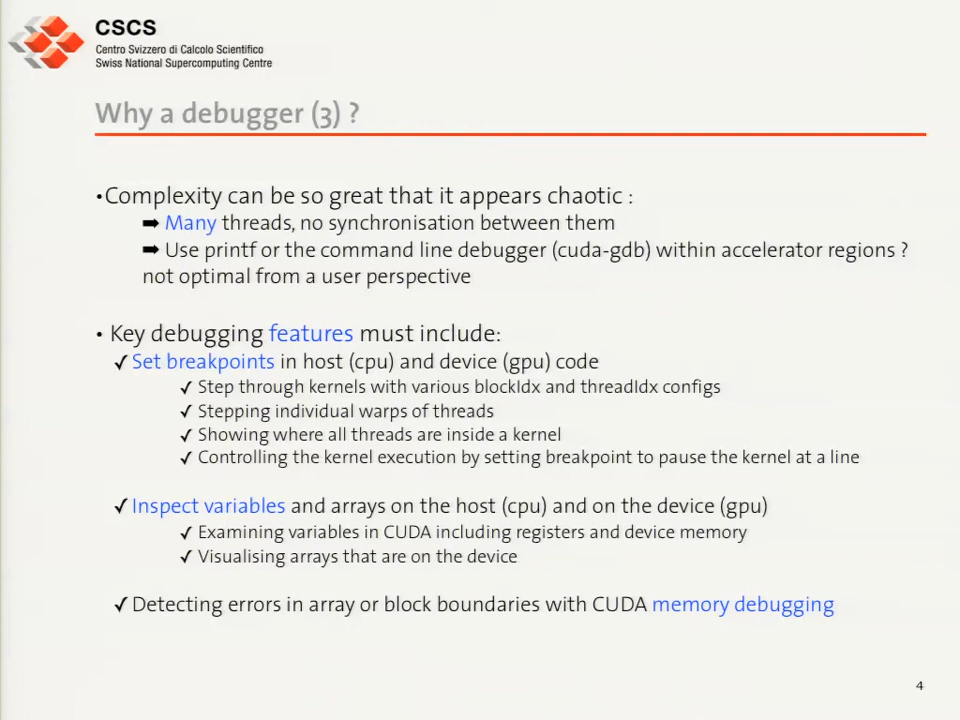 CSCS
Centro Svizzero di Calcolo Scientifico
Swiss National Supercomputing Centre
Why a debugger (3) ?
•Complexity can be so great that it appears chaotic :
➡ Many threads, no synchronisation between them
➡ Use printf or the command line debugger (cuda-gdb) within accelerator regions ?
not optimal from a user perspective
• Key debugging features must include:
✓Set breakpoints in host (cpu) and device (gpu) code
✓ Step through kernels with various blockIdx and threadIdx configs
✓ Stepping individual warps of threads
✓ Showing where all threads are inside a kernel
✓ Controlling the kernel execution by setting breakpoint to pause the kernel at a line
✓Inspect variables and arrays on the host (cpu) and on the device (gpu)
✓ Examining variables in CUDA including registers and device memory
✓ Visualising arrays that are on the device
✓Detecting errors in array or block boundaries with CUDA memory debugging
4